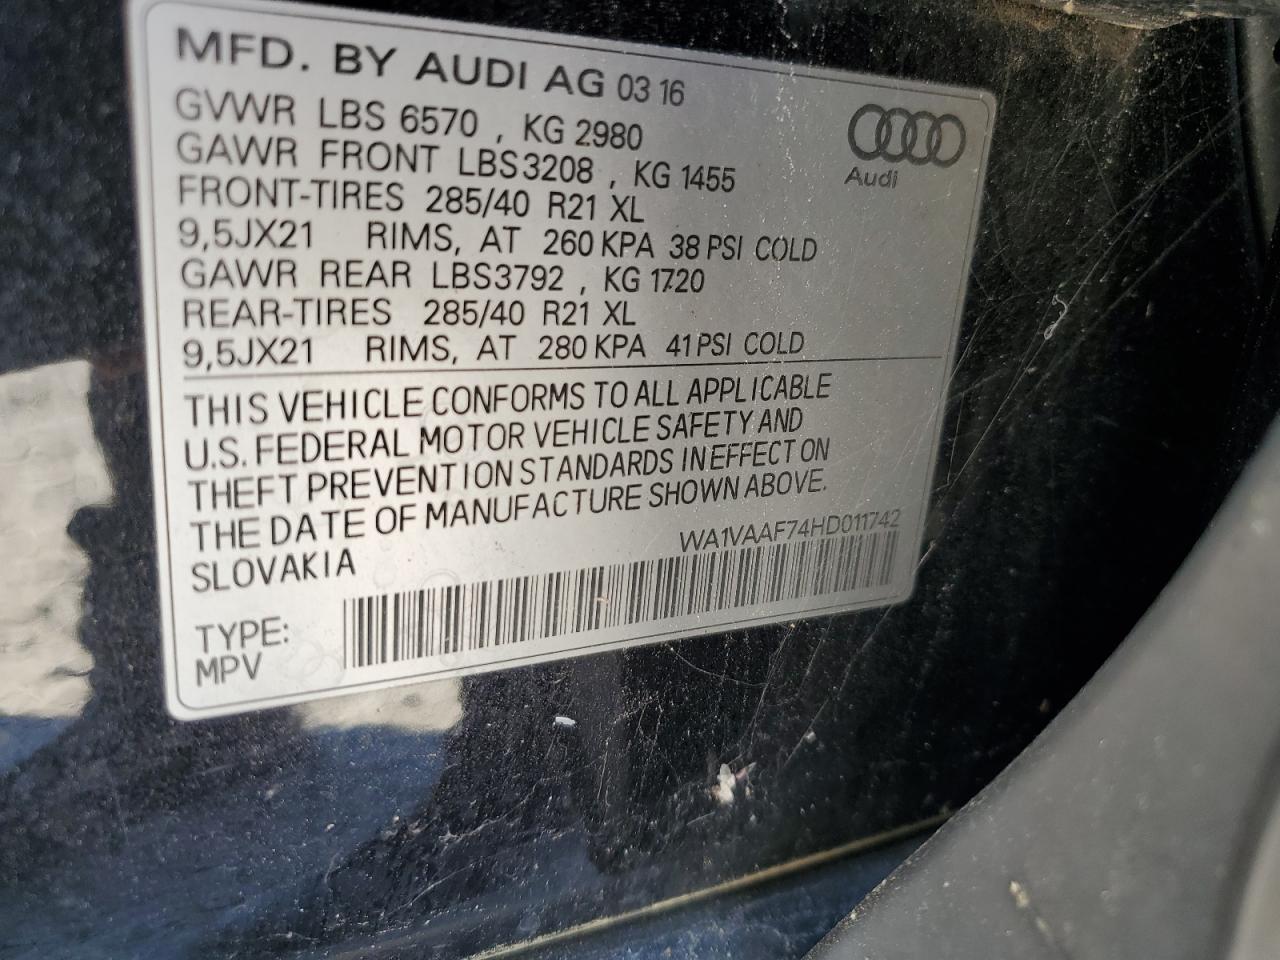 MFD. BY AUDI AG 03 16
GVWR LBS 6570 , KG 2980
GAWR FRONT LBS3208 , KG 1455
FRONT-TIRES 285/40 R21 XL
9,5JX21 RIMS, AT 260 KPA 38 PSI COLD
GAWR REAR LBS3792 , KG 1720
REAR-TIRES 285/40 R21 XL
9,5JX21 RIMS, AT 280 KPA 41 PSI COLD
Audi
THIS VEHICLE CONFORMS TO ALL APPLICABLE
U.S. FEDERAL MOTOR VEHICLE SAFETY AND
THEFT PREVENTION STANDARDS IN EFFECT ON
THE DATE OF MANUFACTURE SHOWN ABOVE.
SLOVAKIA
WA1VAAF74HD011742
TYPE:
MPV